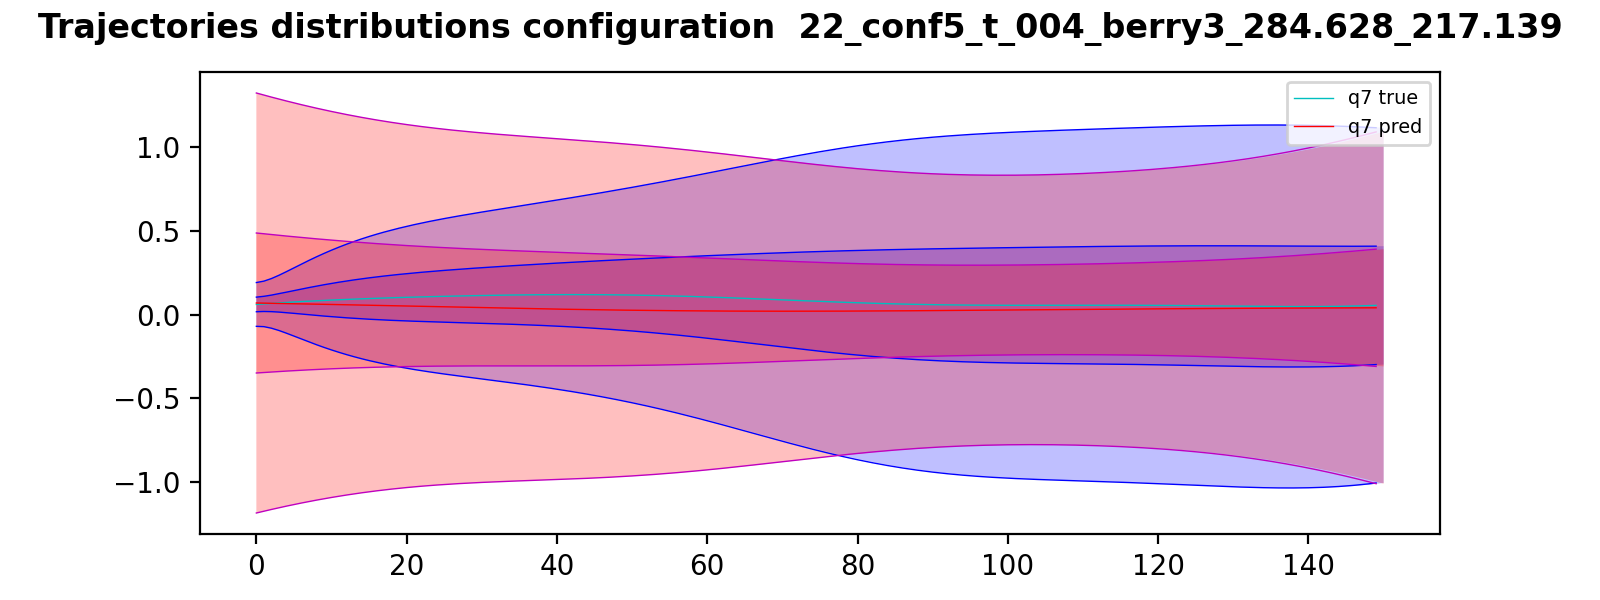 Trajectories distributions configuration  22_conf5_t_004_berry3_284.628_217.139
q7 true
q7 pred
1.0
0.5
0.0
−0.5
−1.0
0 20 40 60 80 100 120 140